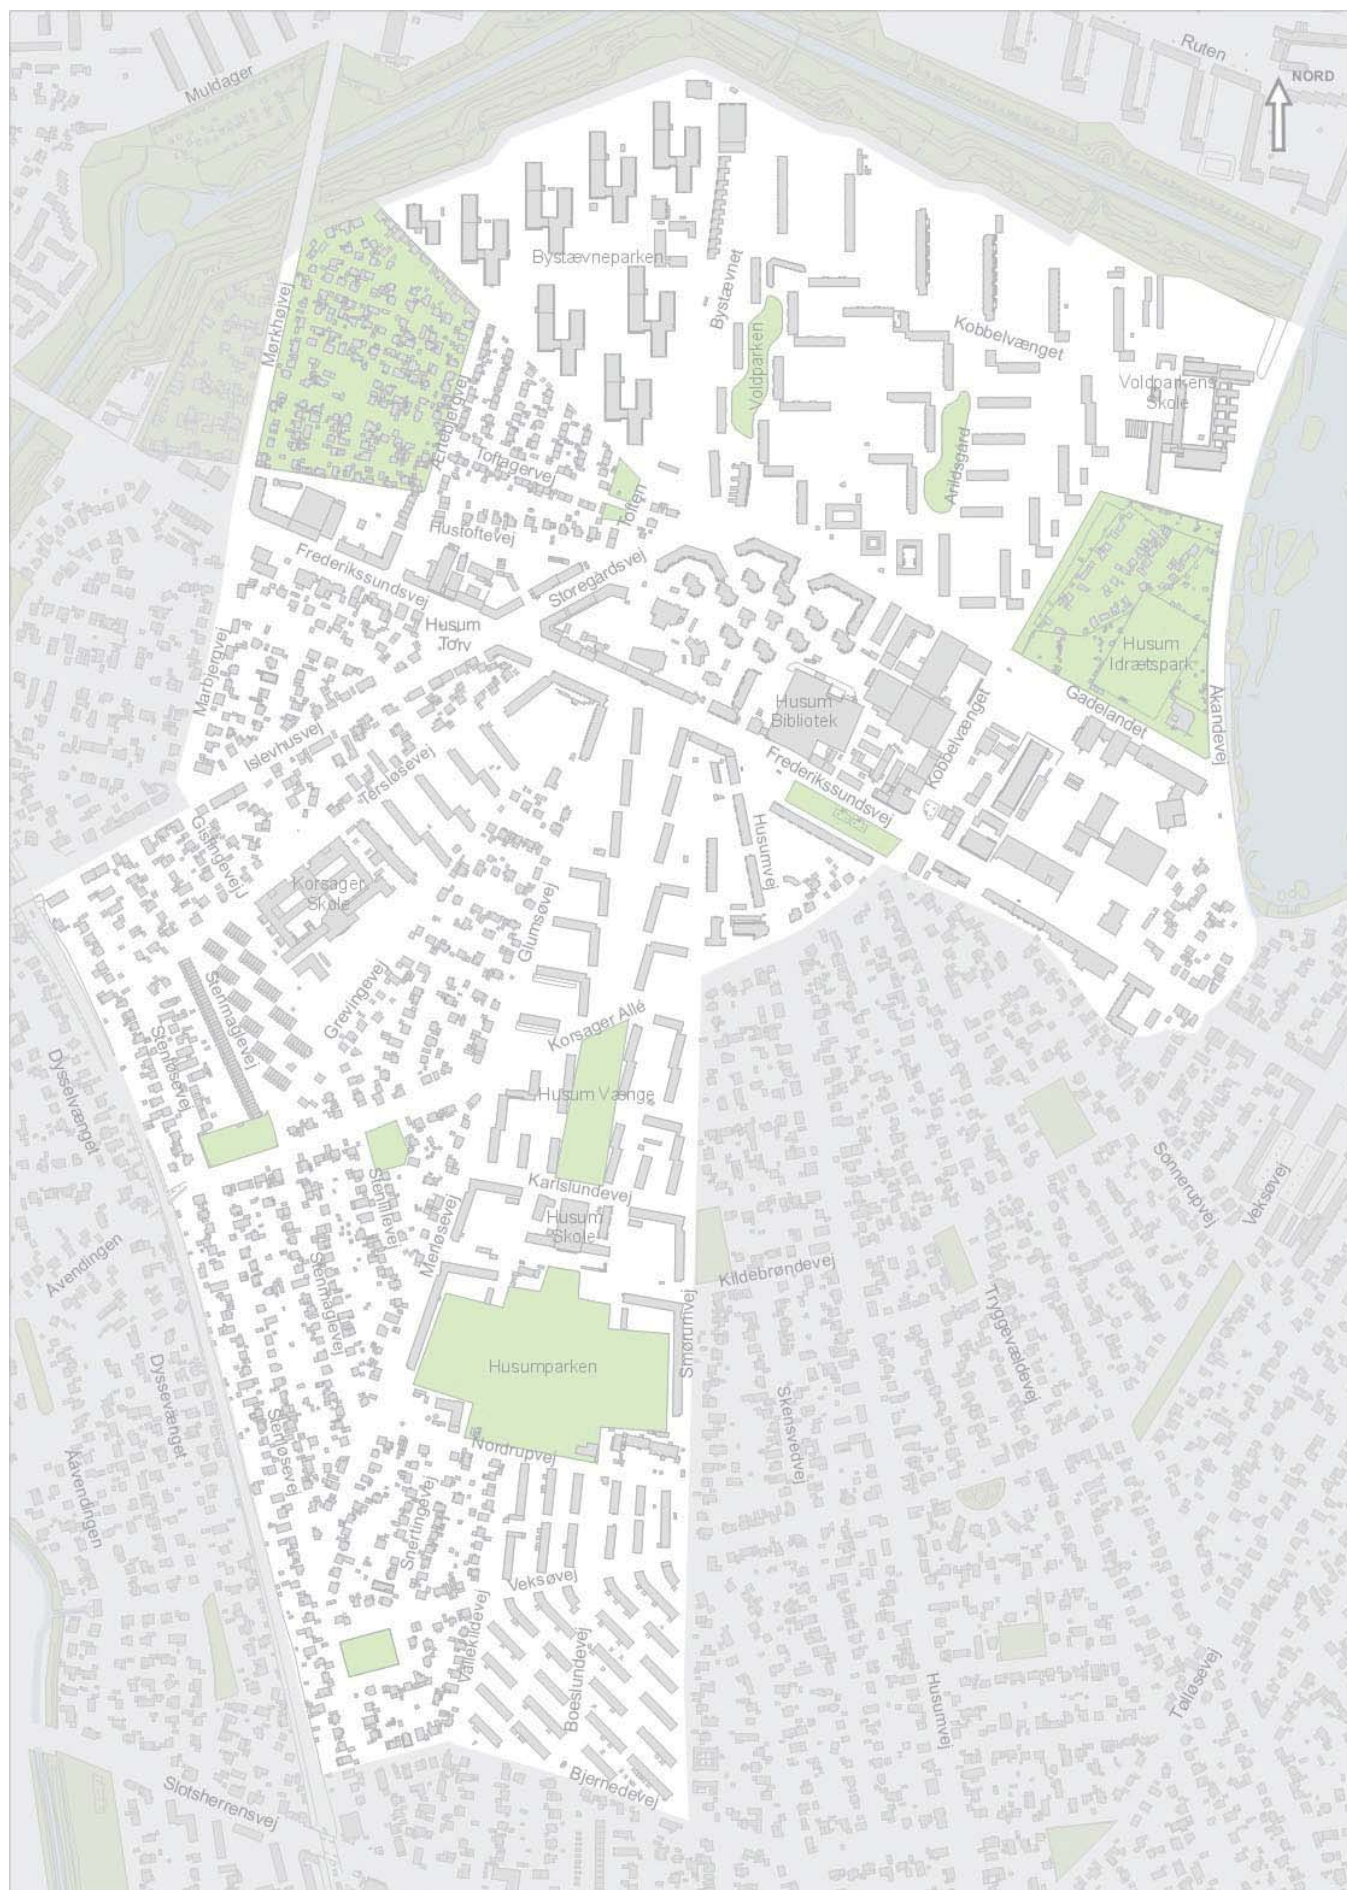 Ruten
NORD
Muldager
Bystævneparken
Bystævnet
Mørkhøjvej
Kobbelvænget
Voldparken
Voldparkens
Skole
Ærtebjergvej
Toftagervej
Arildsgård
Toften
Hustoftevej
Frederikssundsvej
Storegårdsvej
Husum
Torv
Husum
Idrætspark
Marbjergvej
Gadelandet
Åkandevej
Husum
Bibliotek
Kobbelvænget
Islevhusvej
Tersløsevej
Frederikssundsvej
Gislingevej
Husumvej
Korsager
Skole
Glumsøvej
Stenmaglevej
Grevingevej
Korsager Allé
Stenløsevej
Dysselvænget
Husum Vænge
Sonnerupvej
Veksøvej
Karlslundevej
Stenlillevej
Merløsevej
Husum
Skole
Avendingen
Stenmaglevej
Kildebrøndevej
Smørumvej
Tryggevældevej
Husumparken
Dyssevænget
Skensvedvej
Stenløsevej
Nordrupvej
Aavendingen
Snertingevej
Veksøvej
Vallekildevej
Boeslundevej
Husumvej
Tølløsevej
Bjernedevej
Slotsherrensvej